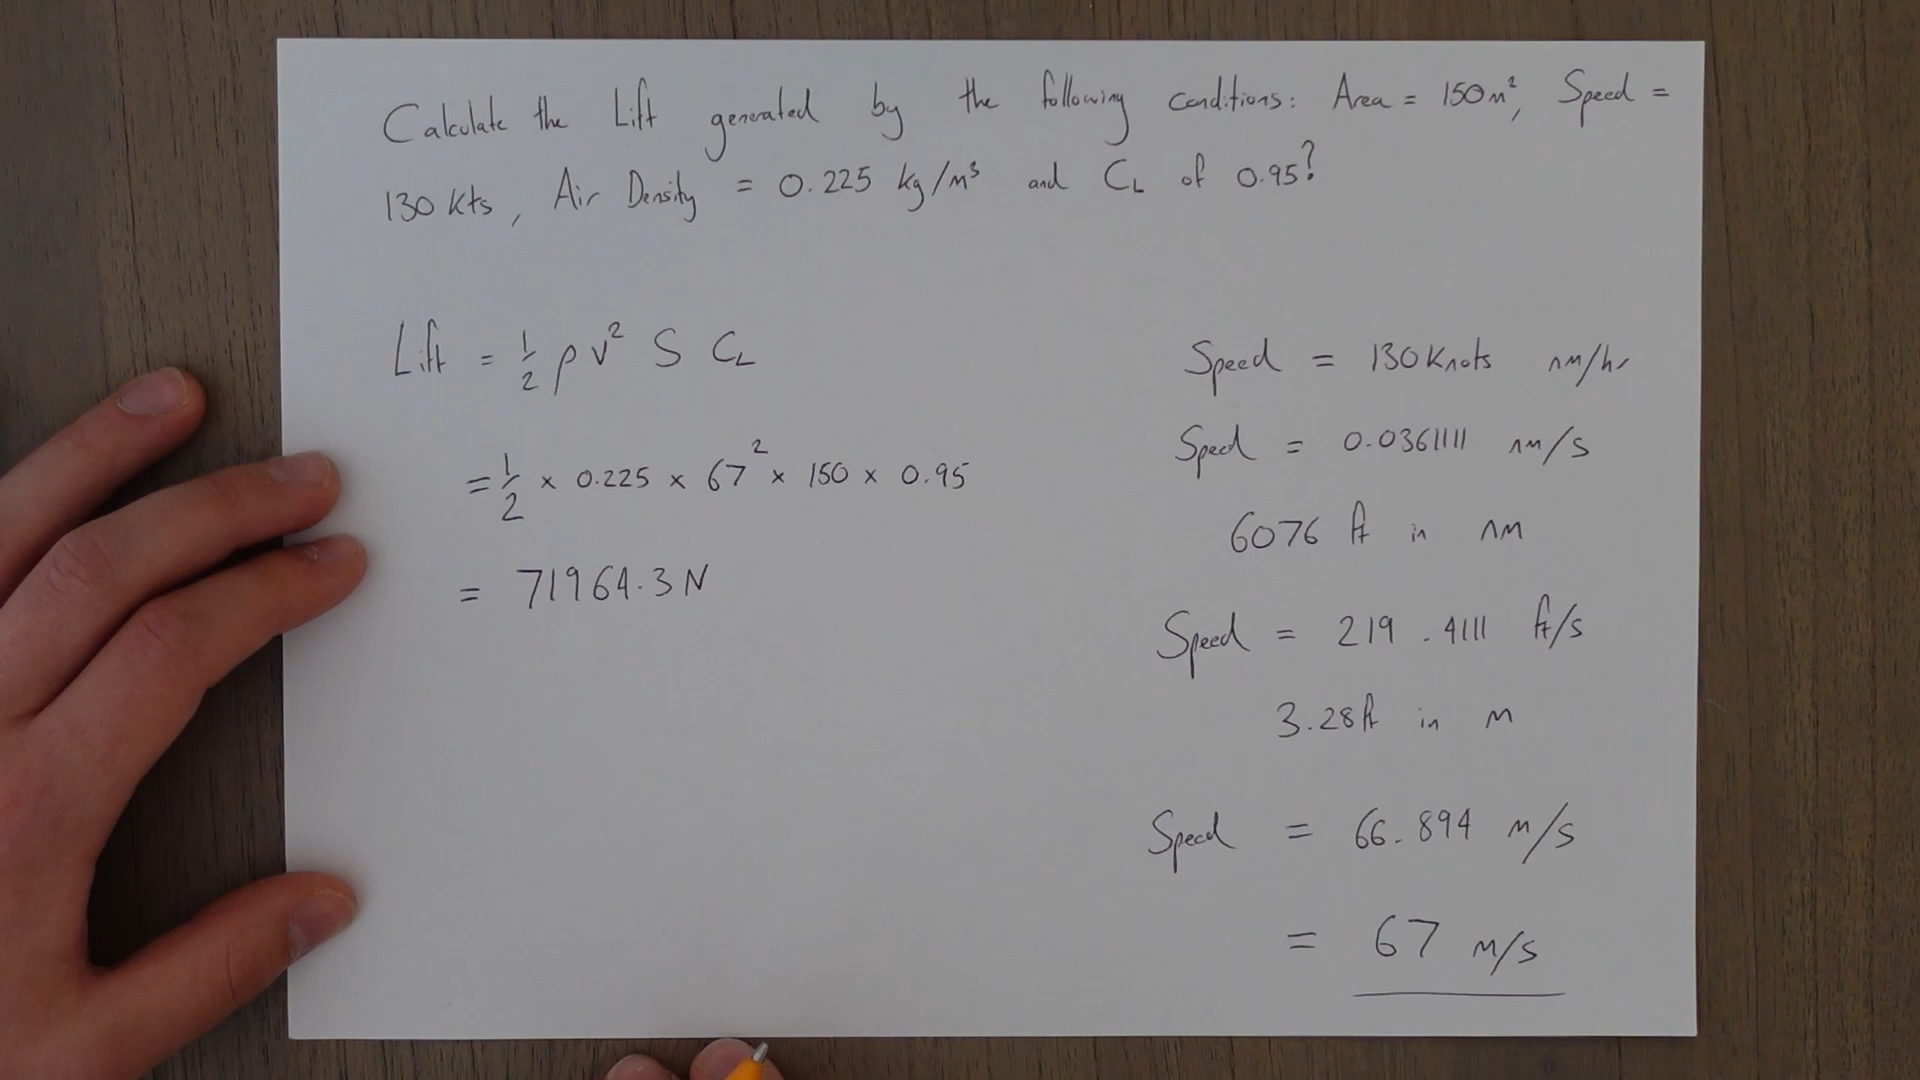 Calculate the Lift generated by the following conditions: Area = 150m², Speed =
130 kts, Air Density = 0.225 kg/m³ and CL of 0.95?
Lift = 1/2 ρ v² S CL
= 1/2 × 0.225 × 67² × 150 × 0.95
= 71964.3 N
Speed = 130 Knots nm/hr
Speed = 0.0361111 nm/s
6076 ft in nm
Speed = 219.4111 ft/s
3.28ft in m
Speed = 66.894 m/s
= 67 m/s